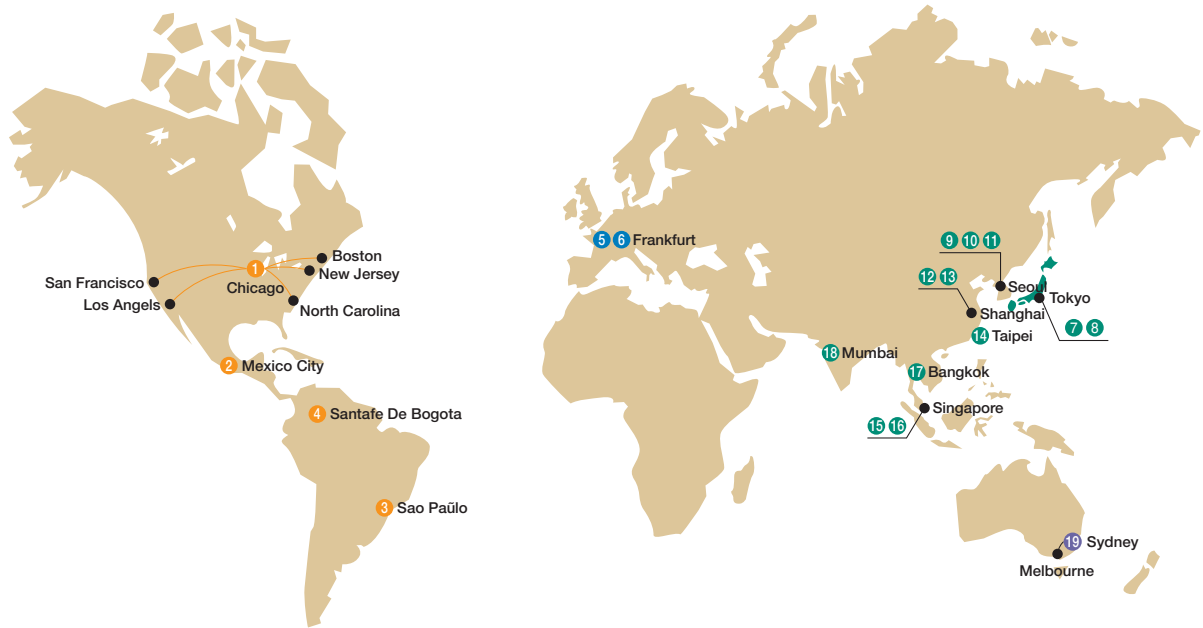 San Francisco
Los Angels
1
Chicago
Boston
New Jersey
North Carolina
2 Mexico City
4 Santafe De Bogota
3 Sao Paũlo
5 6 Frankfurt
9 10 11
Seoul
12 13
Shanghai
Tokyo
7 8
14 Taipei
18 Mumbai
17 Bangkok
Singapore
15 16
19 Sydney
Melbourne